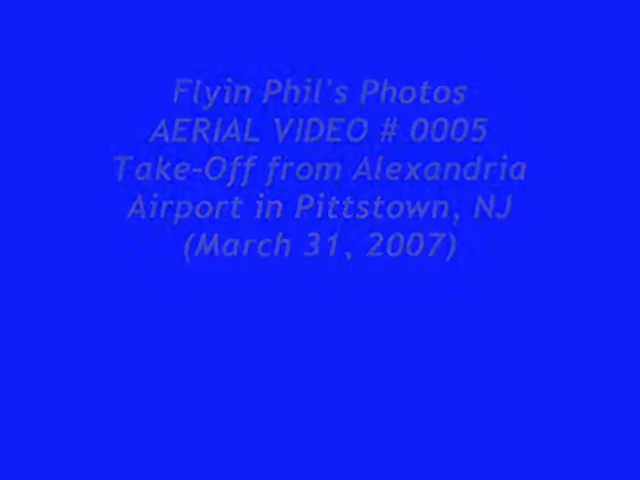 Flyin Phil's Photos
AERIAL VIDEO # 0005
Take-Off from Alexandria
Airport in Pittstown, NJ
(March 31, 2007)